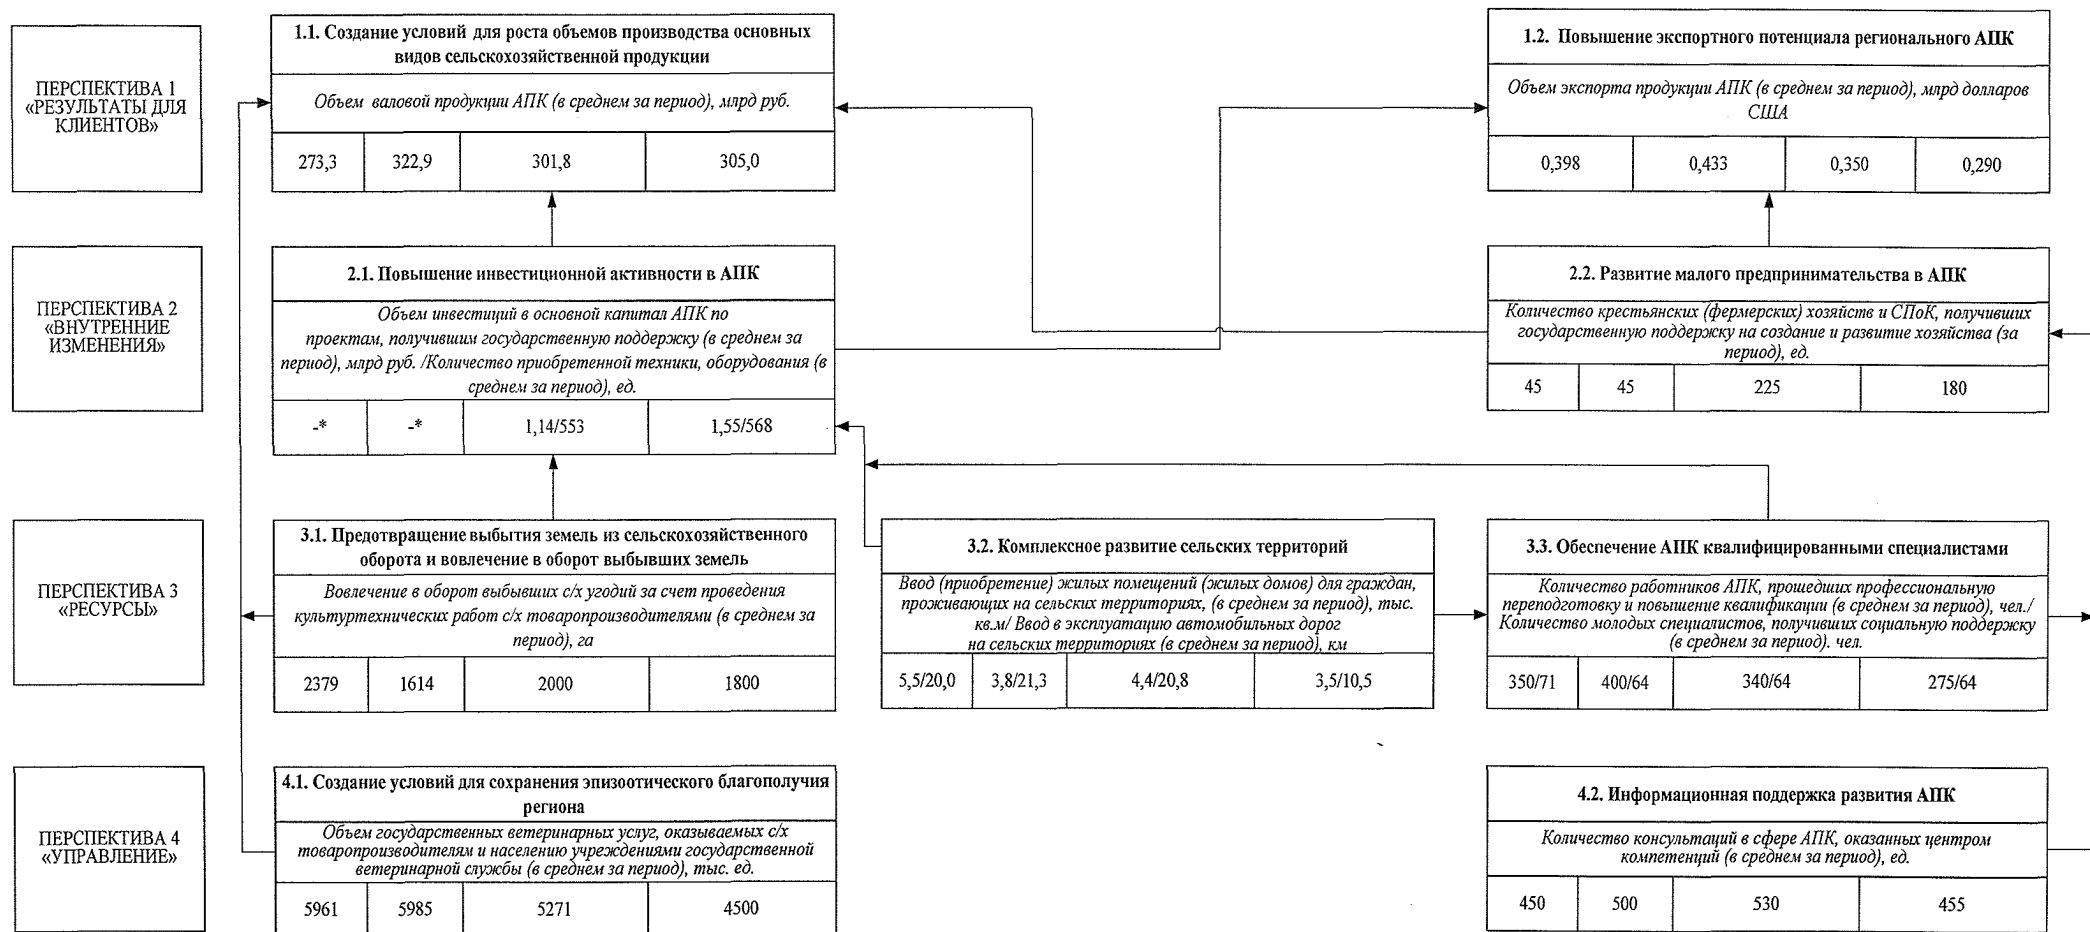 ПЕРСПЕКТИВА 1
«РЕЗУЛЬТАТЫ ДЛЯ
КЛИЕНТОВ»
1.1. Создание условий для роста объемов производства основных
видов сельскохозяйственной продукции
Объем валовой продукции АПК (в среднем за период), млрд руб.
273,3 322,9 301,8 305,0
1.2. Повышение экспортного потенциала регионального АПК
Объем экспорта продукции АПК (в среднем за период), млрд долларов
США
0,398 0,433 0,350 0,290
ПЕРСПЕКТИВА 2
«ВНУТРЕННИЕ
ИЗМЕНЕНИЯ»
2.1. Повышение инвестиционной активности в АПК
Объем инвестиций в основной капитал АПК по
проектам, получившим государственную поддержку (в среднем за
период), млрд руб. /Количество приобретенной техники, оборудования (в
среднем за период), ед.
-* -* 1,14/553 1,55/568
2.2. Развитие малого предпринимательства в АПК
Количество крестьянских (фермерских) хозяйств и СПоК, получивших
государственную поддержку на создание и развитие хозяйства (за
период), ед.
45 45 225 180
ПЕРСПЕКТИВА 3
«РЕСУРСЫ»
3.1. Предотвращение выбытия земель из сельскохозяйственного
оборота и вовлечение в оборот выбывших земель
Вовлечение в оборот выбывших с/х угодий за счет проведения
культуртехнических работ с/х товаропроизводителями (в среднем за
период), га
2379 1614 2000 1800
3.2. Комплексное развитие сельских территорий
Ввод (приобретение) жилых помещений (жилых домов) для граждан,
проживающих на сельских территориях, (в среднем за период), тыс.
кв.м/ Ввод в эксплуатацию автомобильных дорог
на сельских территориях (в среднем за период), км
5,5/20,0 3,8/21,3 4,4/20,8 3,5/10,5
3.3. Обеспечение АПК квалифицированными специалистами
Количество работников АПК, прошедших профессиональную
переподготовку и повышение квалификации (в среднем за период), чел./
Количество молодых специалистов, получивших социальную поддержку
(в среднем за период). чел.
350/71 400/64 340/64 275/64
ПЕРСПЕКТИВА 4
«УПРАВЛЕНИЕ»
4.1. Создание условий для сохранения эпизоотического благополучия
региона
Объем государственных ветеринарных услуг, оказываемых с/х
товаропроизводителям и населению учреждениями государственной
ветеринарной службы (в среднем за период), тыс. ед.
5961 5985 5271 4500
4.2. Информационная поддержка развития АПК
Количество консультаций в сфере АПК, оказанных центром
компетенций (в среднем за период), ед.
450 500 530 455